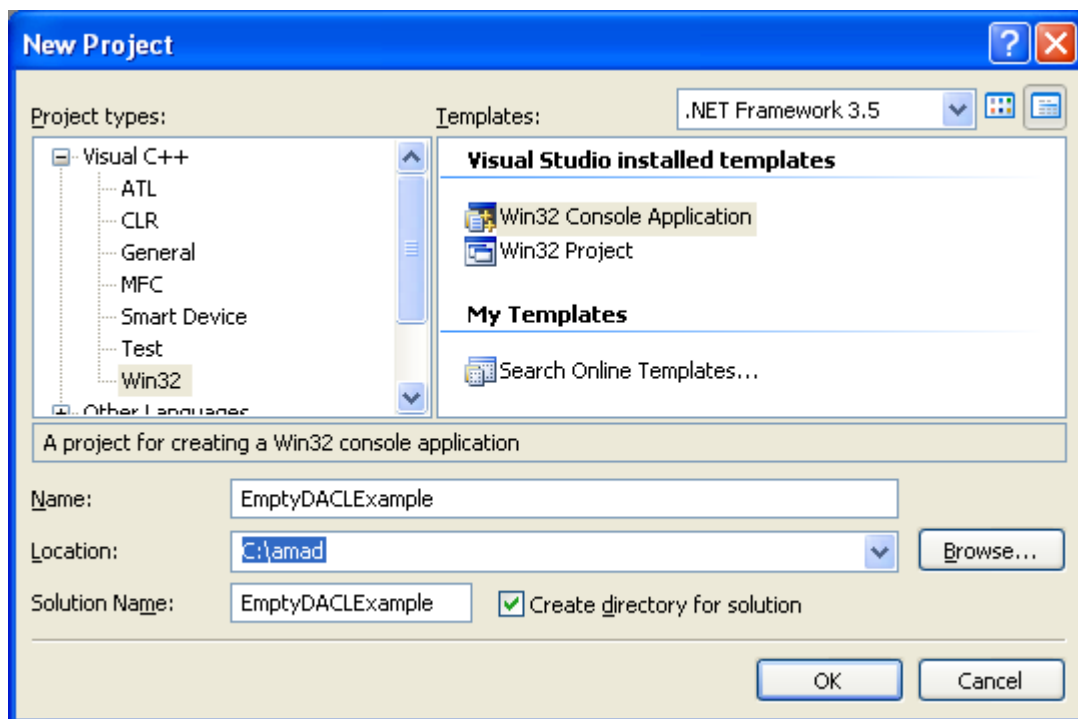 New Project
Project types:
Templates:
.NET Framework 3.5
Visual C++
ATL
CLR
General
MFC
Smart Device
Test
Win32
Other Languages
Visual Studio installed templates
Win32 Console Application
Win32 Project
My Templates
Search Online Templates...
A project for creating a Win32 console application
Name:
EmptyDACLExample
Location:
C:\amad
Browse...
Solution Name:
EmptyDACLExample
Create directory for solution
OK
Cancel